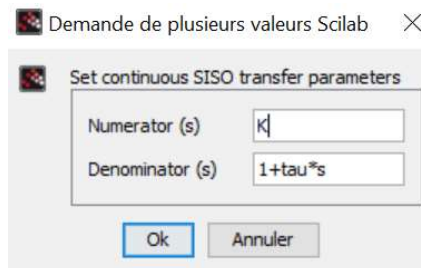 Demande de plusieurs valeurs Scilab
Set continuous SISO transfer parameters
Numerator (s) K
Denominator (s) 1+tau*s
Ok Annuler